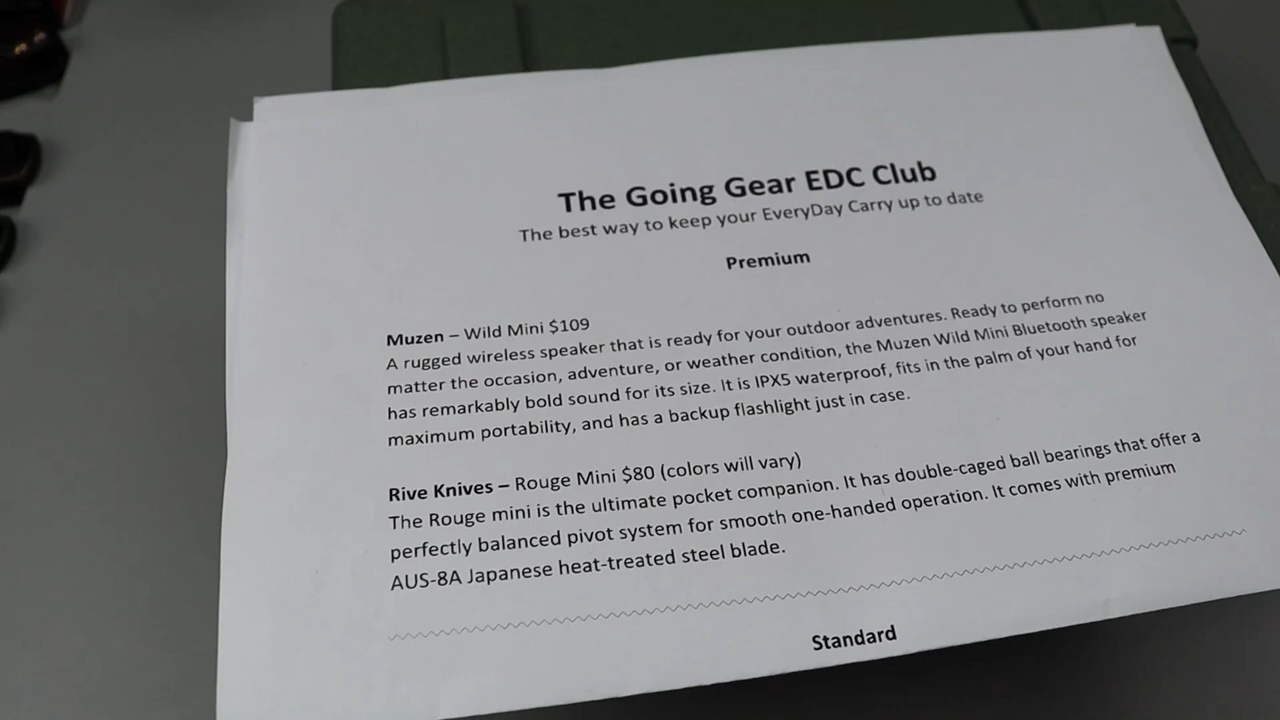 The Going Gear EDC Club
The best way to keep your EveryDay Carry up to date
Premium
Muzen – Wild Mini $109
A rugged wireless speaker that is ready for your outdoor adventures. Ready to perform no
matter the occasion, adventure, or weather condition, the Muzen Wild Mini Bluetooth speaker
has remarkably bold sound for its size. It is IPX5 waterproof, fits in the palm of your hand for
maximum portability, and has a backup flashlight just in case.
Rive Knives – Rouge Mini $80 (colors will vary)
The Rouge mini is the ultimate pocket companion. It has double-caged ball bearings that offer a
perfectly balanced pivot system for smooth one-handed operation. It comes with premium
AUS-8A Japanese heat-treated steel blade.
Standard